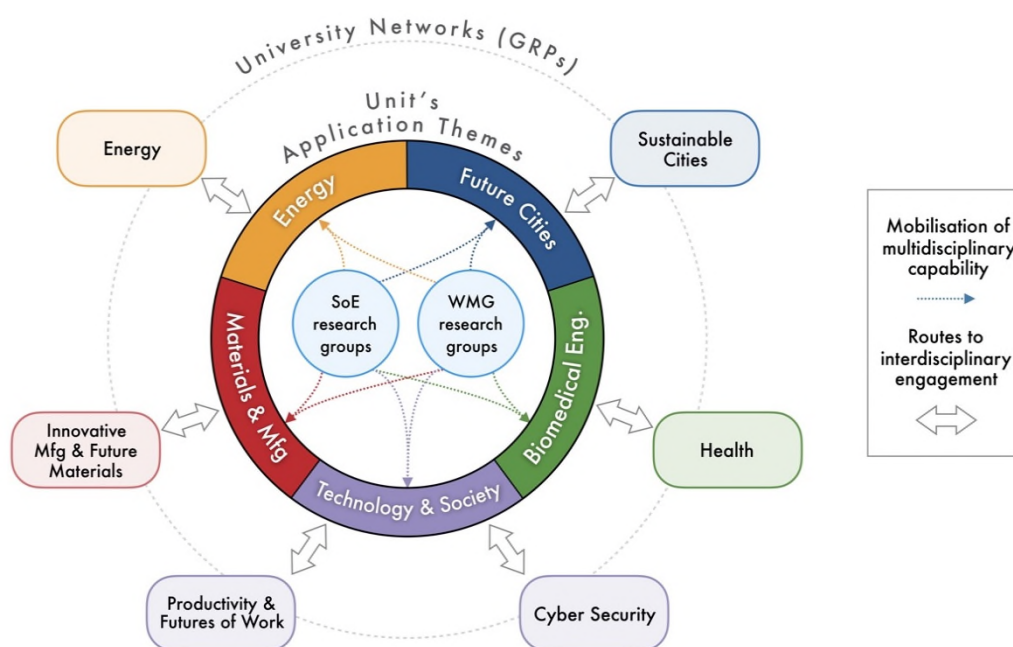 University Networks (GRPs)
Unit's
Application Themes
Energy
Sustainable
Cities
Energy
Future Cities
SoE
research
groups
WMG
research
groups
Materials & Mfg
Biomedical Eng.
Technology & Society
Innovative
Mfg & Future
Materials
Health
Productivity &
Futures of Work
Cyber Security
Mobilisation of
multidisciplinary
capability
Routes to
interdisciplinary
engagement